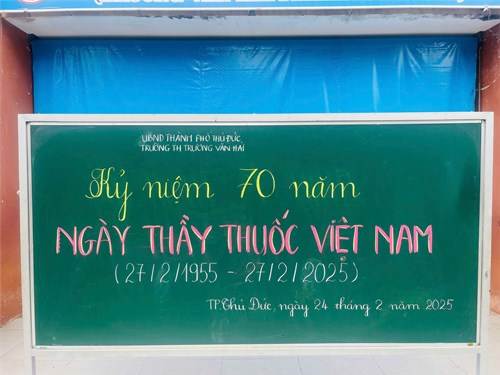 UBND THÀNH PHỐ THỦ ĐỨC
TRƯỜNG TH TRƯƠNG VĂN HẢI
Kỷ niệm 70 năm
NGÀY THẦY THUỐC VIỆT NAM
(27/2/1955 - 27/2/2025)
TP.Thủ Đức, ngày 24 tháng 2 năm 2025